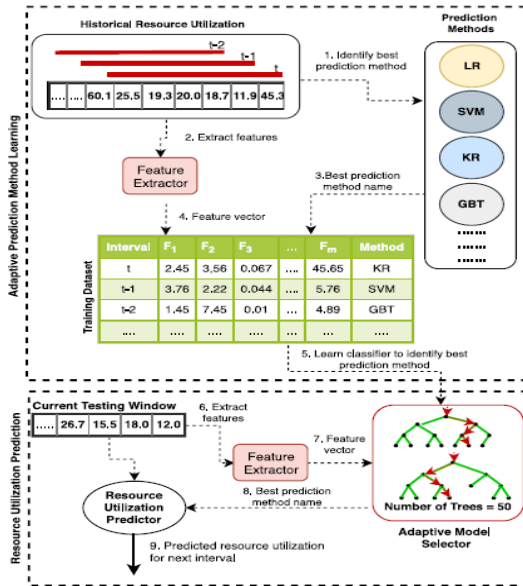 Historical Resource Utilization
t-2
t-1
t
.... .... 60.1 25.5 19.3 20.0 18.7 11.9 45.3
Prediction
Methods
LR
SVM
KR
GBT
.......
.......
.......
1. Identify best
prediction method
2. Extract features
Feature
Extractor
3.Best prediction
method name
4. Feature vector
Adaptive Prediction Method Learning
Training Dataset
Interval F1 F2 F3 ... Fm Method
t 2.45 3,56 0.067 .... 45.65 KR
t-1 3.76 2.22 0.044 ... 5.76 SVM
t-2 1.45 7.45 0.01 ... 4.89 GBT
.... .... .... .... .... ....
5. Learn classifier to identify best
prediction method
Resource Utilization Prediction
Current Testing Window
..... 26.7 15.5 18.0 12.0
6. Extract
features
Feature
Extractor
7. Feature
vector
8. Best prediction
method name
Resource
Utilization
Predictor
Number of Trees = 50
Adaptive Model
Selector
9. Predicted resource utilization
for next interval